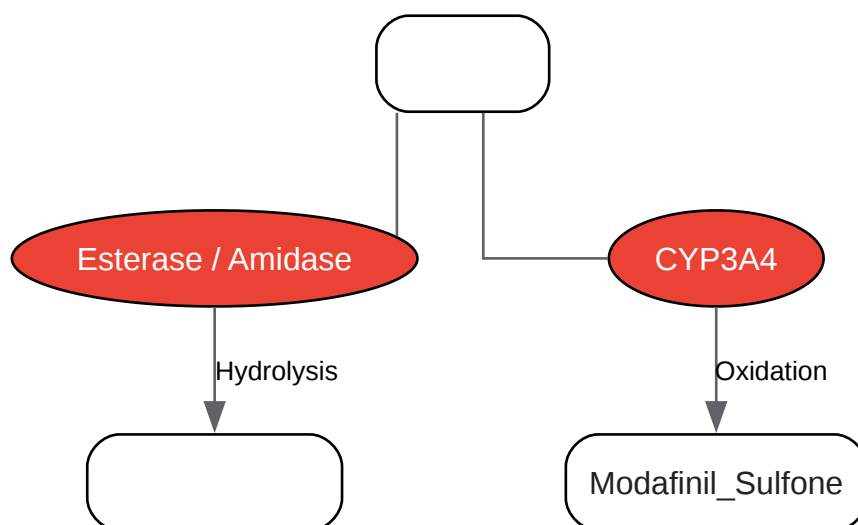 Esterase / Amidase
CYP3A4
Hydrolysis
Oxidation
Modafinil_Sulfone